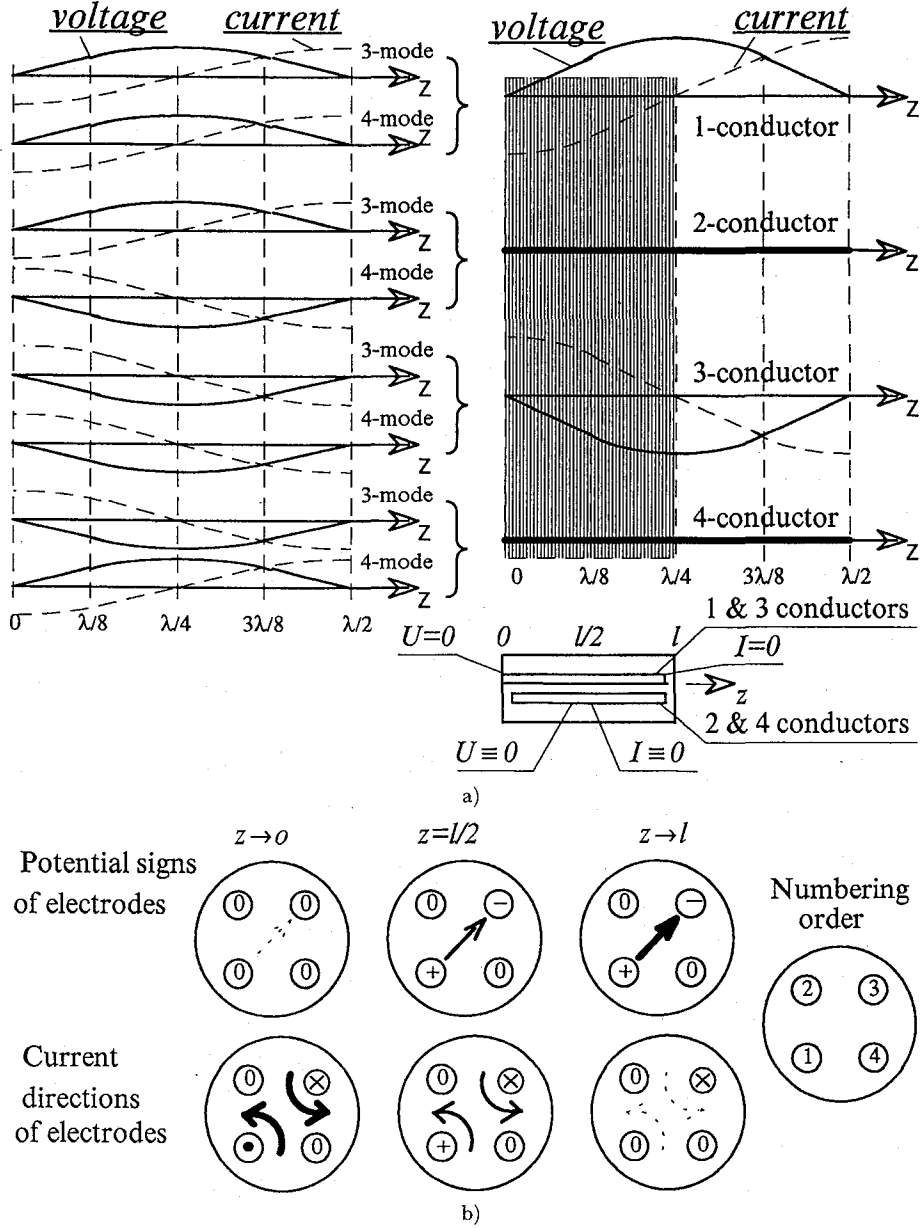 voltage current
3-mode
Z
4-mode
Z
3-mode
Z
4-mode
Z
3-mode
Z
4-mode
Z
3-mode
Z
4-mode
Z
0 λ/8 λ/4 3λ/8 λ/2
voltage current
Z
1-conductor
2-conductor
Z
3-conductor
Z
4-conductor
Z
0 λ/8 λ/4 3λ/8 λ/2
1 & 3 conductors
U=0 0 l/2 l I=0
z
2 & 4 conductors
U≡0 I≡0
a)
z→o z=l/2 z→l
Potential signs
of electrodes
0 0 0 − 0 −
0 0 + 0 + 0
Numbering
order
2 3
1 4
Current
directions
of electrodes
0 × 0 × 0 ×
• 0 + 0 0 0
b)